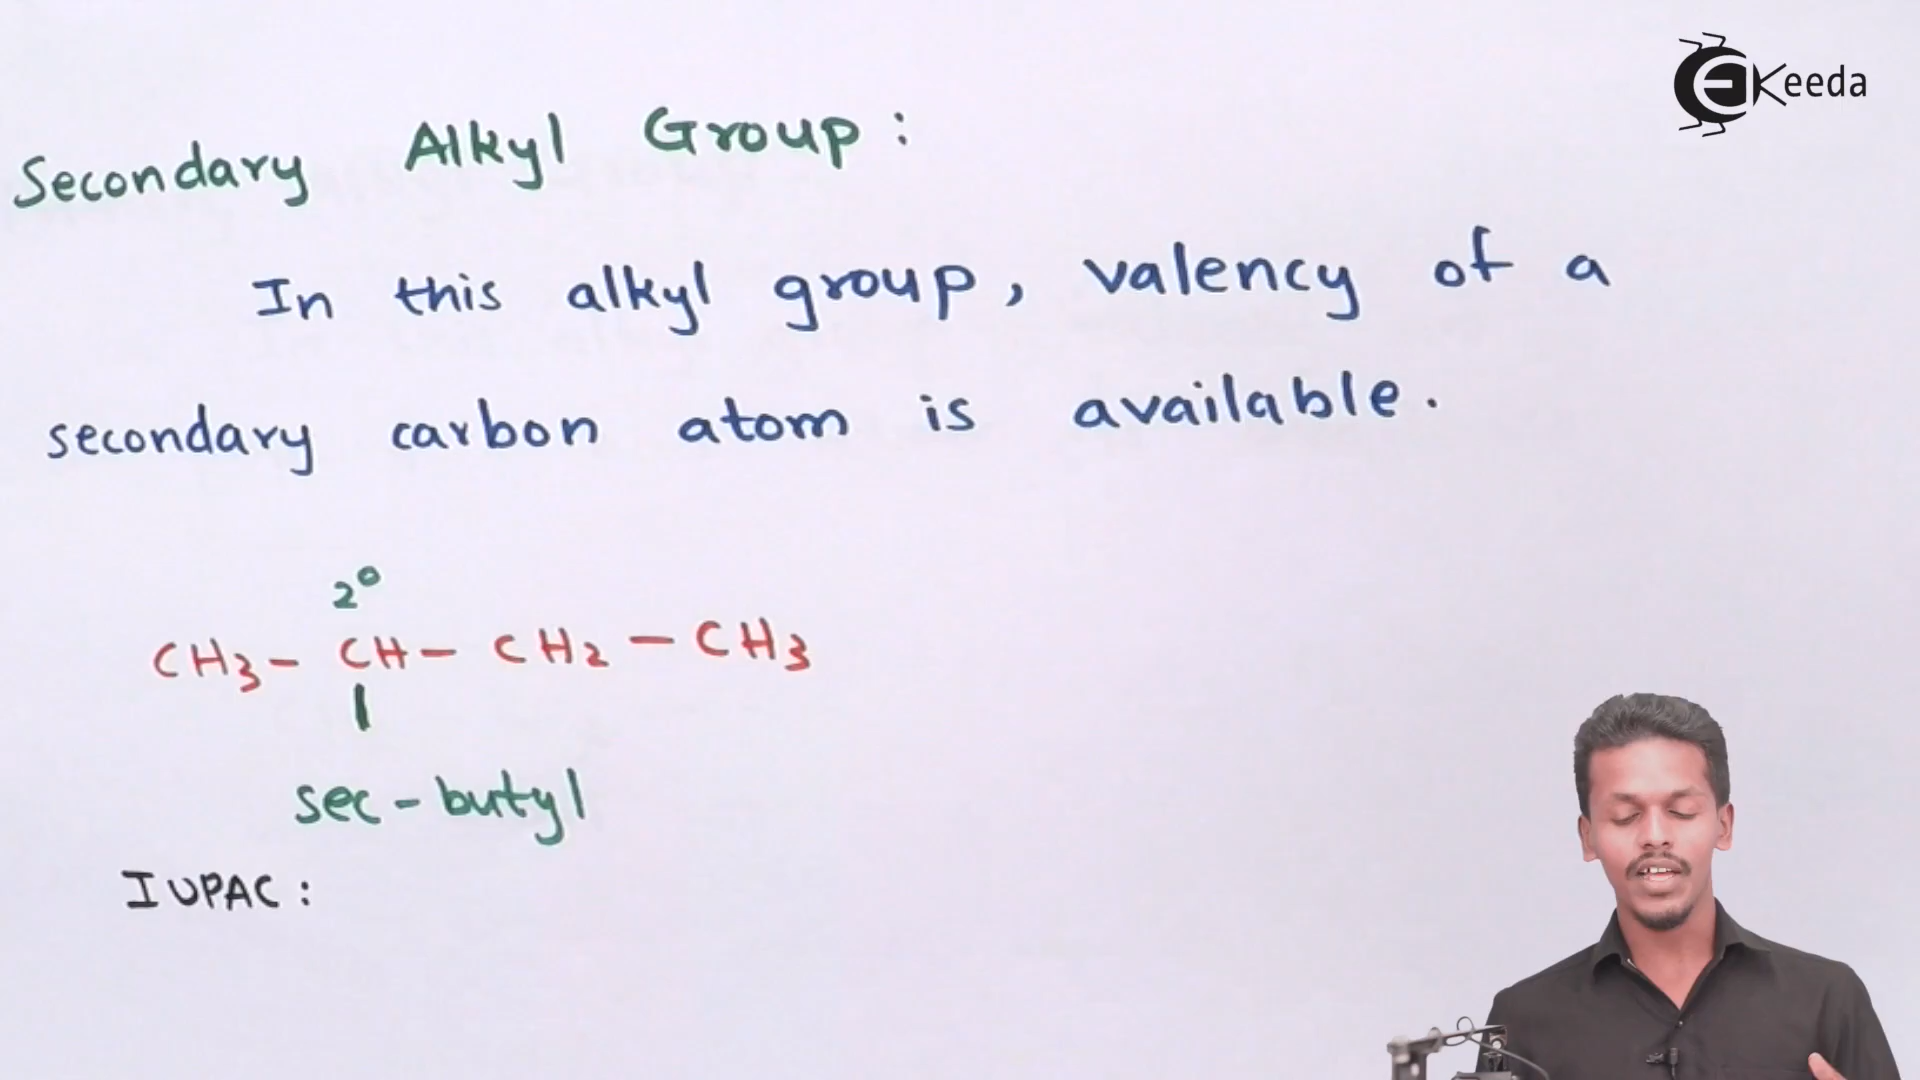 EKeeda
Secondary Alkyl Group :
In this alkyl group, valency of a
secondary carbon atom is available.
2°
CH3 - CH - CH2 - CH3
|
sec-butyl
IUPAC :